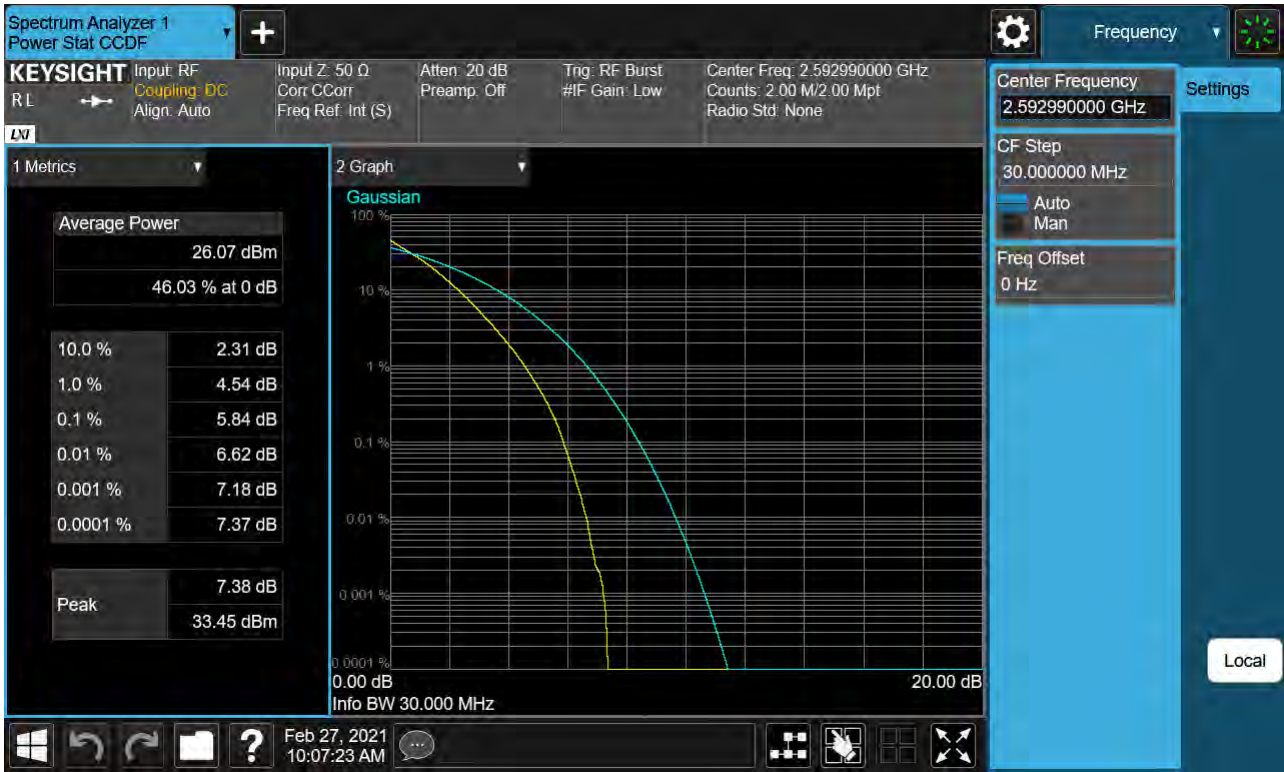 Spectrum Analyzer 1
Power Stat CCDF
+
Frequency
KEYSIGHT
R L
LXI
Input: RF
Coupling: DC
Align: Auto
Input Z: 50 Ω
Corr CCorr
Freq Ref: Int (S)
Atten: 20 dB
Preamp: Off
Trig: RF Burst
#IF Gain: Low
Center Freq: 2.592990000 GHz
Counts: 2.00 M/2.00 Mpt
Radio Std: None
Center Frequency
2.592990000 GHz
Settings
CF Step
30.000000 MHz
Auto
Man
Freq Offset
0 Hz
1 Metrics
Average Power
26.07 dBm
46.03 % at 0 dB
10.0 % 2.31 dB
1.0 % 4.54 dB
0.1 % 5.84 dB
0.01 % 6.62 dB
0.001 % 7.18 dB
0.0001 % 7.37 dB
Peak
7.38 dB
33.45 dBm
2 Graph
Gaussian
100 %
10 %
1 %
0.1 %
0.01 %
0.001 %
0.0001 %
0.00 dB 20.00 dB
Info BW 30.000 MHz
Local
?
Feb 27, 2021
10:07:23 AM